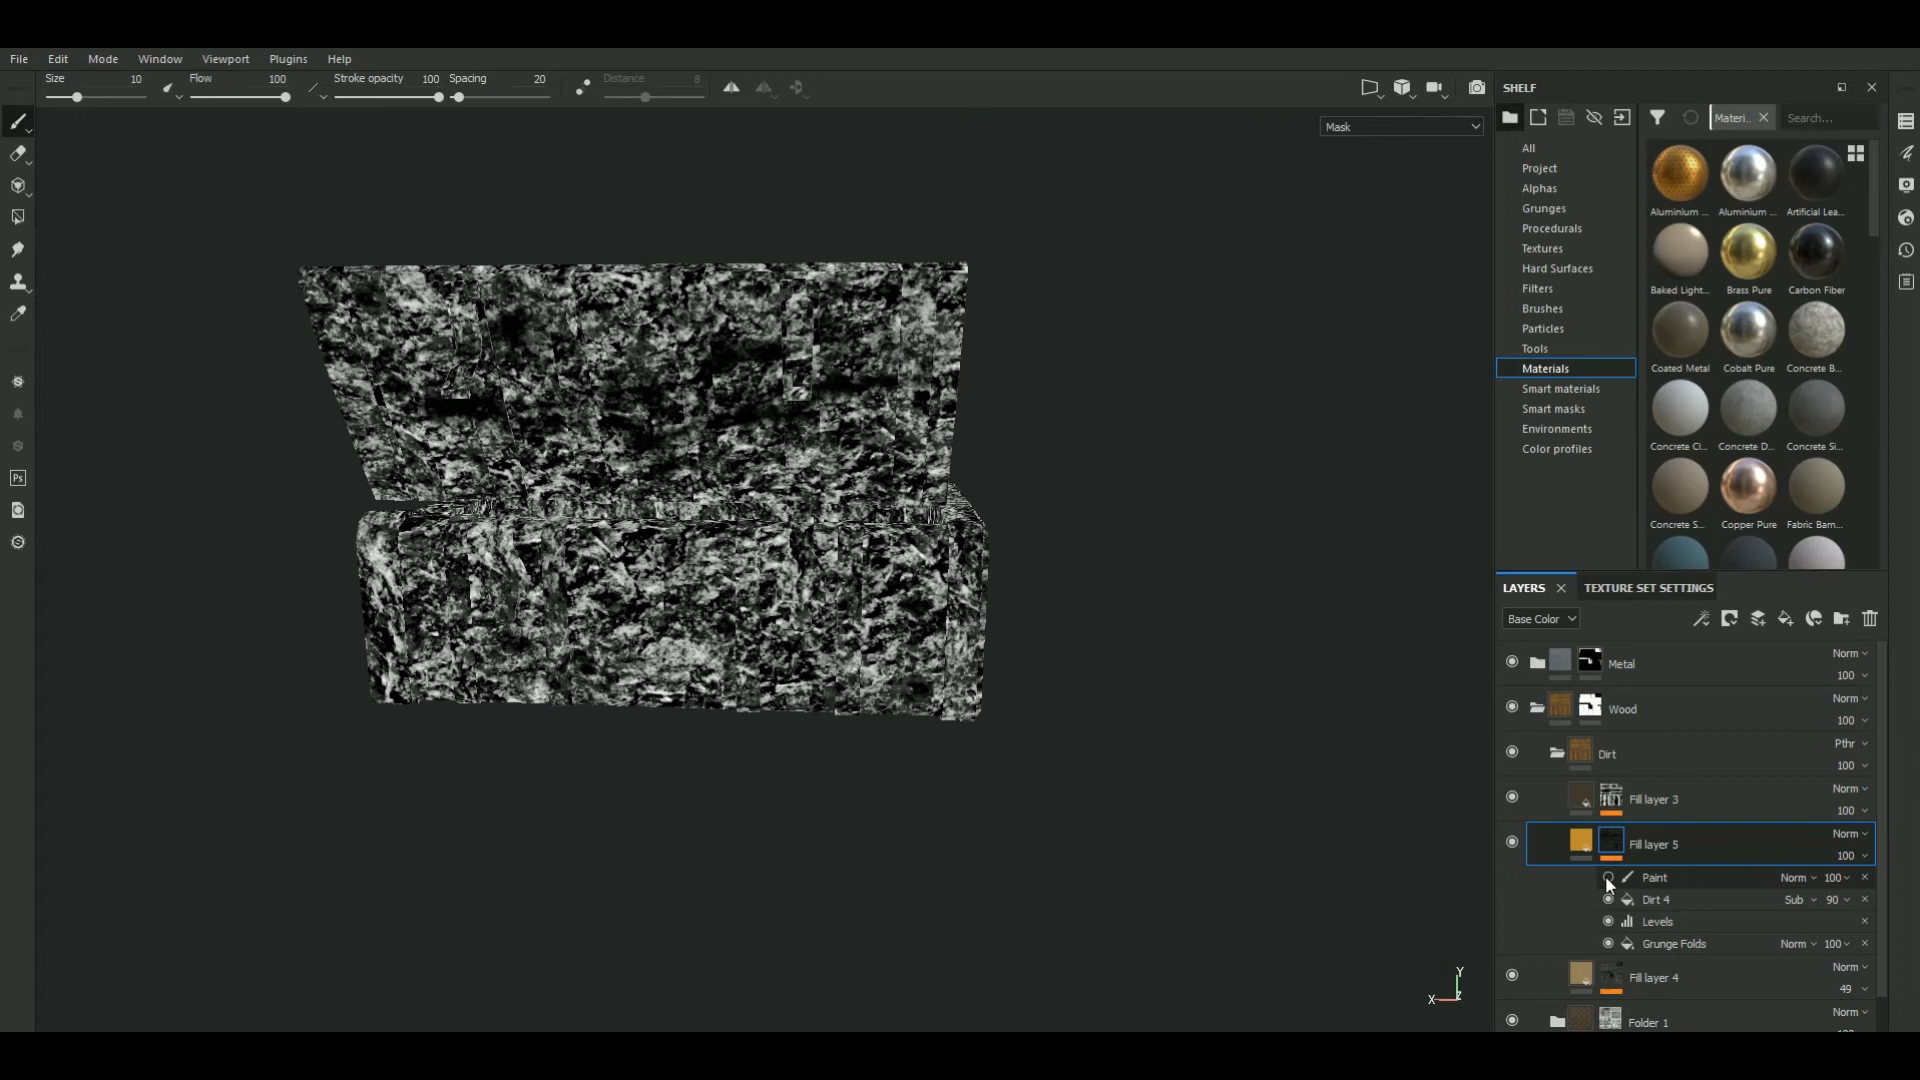 File Edit Mode Window Viewport Plugins Help
Size 10 Flow 100 Stroke opacity 100 Spacing 20 Distance 8
Mask
SHELF
Materi.. Search...
All
Project
Alphas
Grunges
Procedurals
Textures
Hard Surfaces
Filters
Brushes
Particles
Tools
Materials
Smart materials
Smart masks
Environments
Color profiles
Aluminium ... Aluminium ... Artificial Lea...
Baked Light... Brass Pure Carbon Fiber
Coated Metal Cobalt Pure Concrete B...
Concrete Cl... Concrete D... Concrete Si...
Concrete S... Copper Pure Fabric Bam...
Ps
LAYERS TEXTURE SET SETTINGS
Base Color
Metal Norm
100
Wood Norm
100
Dirt Pthr
100
Fill layer 3 Norm
100
Fill layer 5 Norm
100
Paint Norm 100
Dirt 4 Sub 90
Levels
Grunge Folds Norm 100
Fill layer 4 Norm
49
Folder 1 Norm
Y
X Z